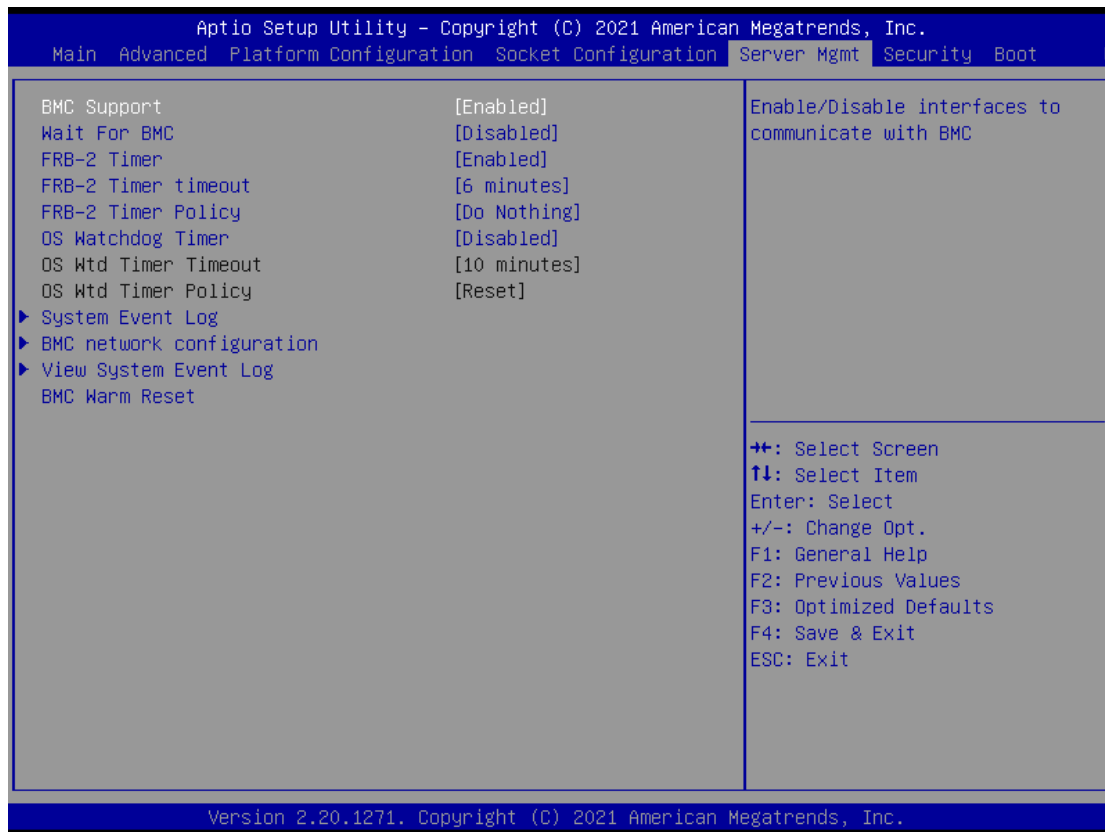 Aptio Setup Utility – Copyright (C) 2021 American Megatrends, Inc.
Main Advanced Platform Configuration Socket Configuration Server Mgmt Security Boot
BMC Support [Enabled]
Wait For BMC [Disabled]
FRB-2 Timer [Enabled]
FRB-2 Timer timeout [6 minutes]
FRB-2 Timer Policy [Do Nothing]
OS Watchdog Timer [Disabled]
OS Wtd Timer Timeout [10 minutes]
OS Wtd Timer Policy [Reset]
System Event Log
BMC network configuration
View System Event Log
BMC Warm Reset
Enable/Disable interfaces to
communicate with BMC
→←: Select Screen
↑↓: Select Item
Enter: Select
+/-: Change Opt.
F1: General Help
F2: Previous Values
F3: Optimized Defaults
F4: Save & Exit
ESC: Exit
Version 2.20.1271. Copyright (C) 2021 American Megatrends, Inc.